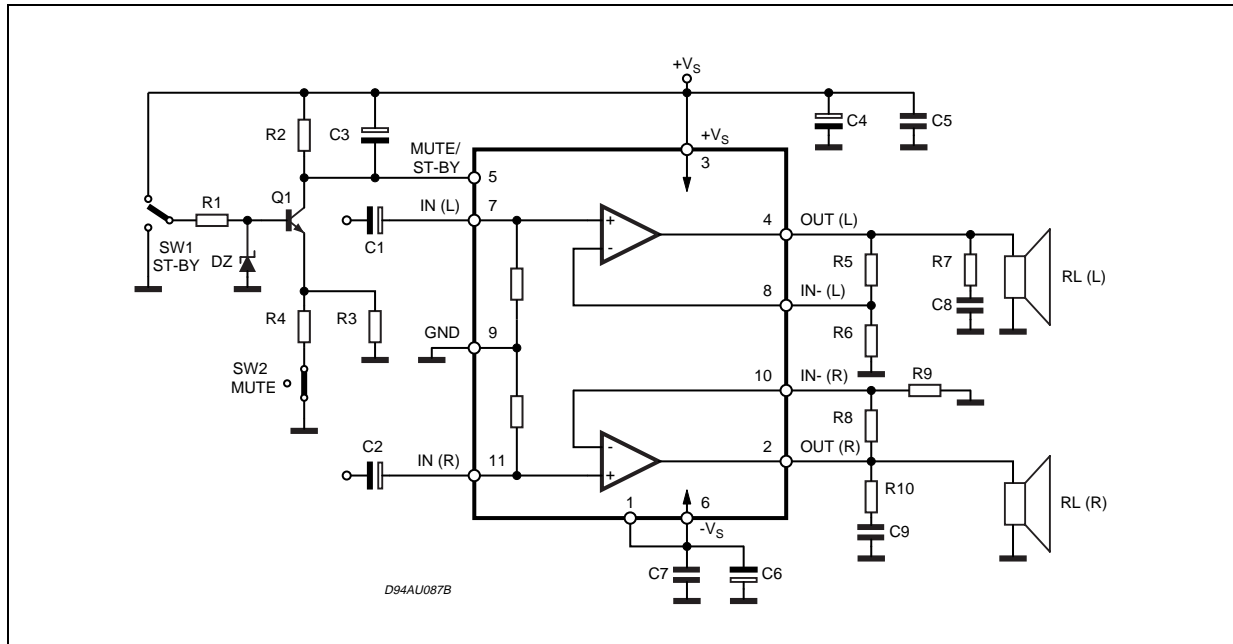 +VS
R2
C3
C4
C5
+VS
3
MUTE/
ST-BY
5
R1
Q1
IN (L)
7
C1
+
-
4
OUT (L)
SW1
ST-BY
DZ
R5
R7
RL (L)
8
IN- (L)
C8
R4
R3
GND
9
R6
SW2
MUTE
10
IN- (R)
R9
R8
C2
IN (R)
11
-
+
2
OUT (R)
R10
RL (R)
1
6
-VS
C9
C7
C6
D94AU087B